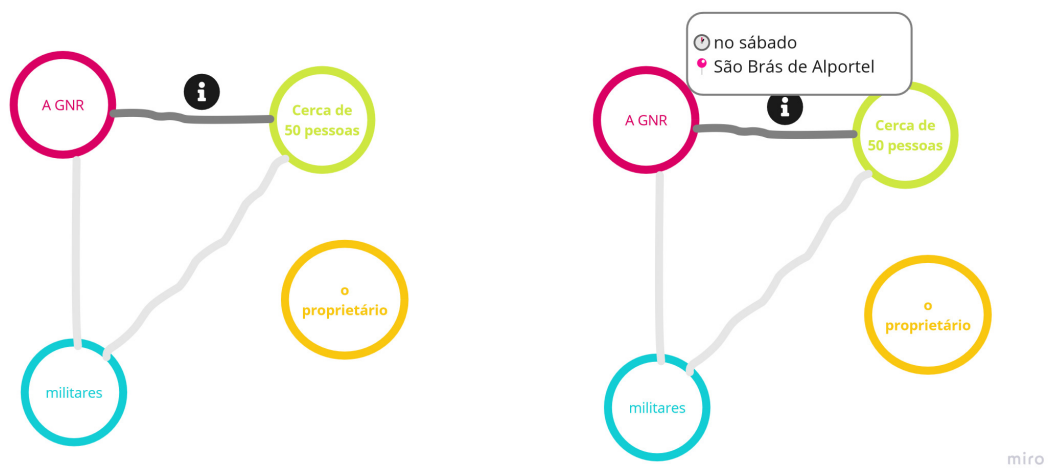 A GNR
Cerca de
50 pessoas
o
proprietário
militares
no sábado
São Brás de Alportel
A GNR
Cerca de
50 pessoas
o
proprietário
militares
miro